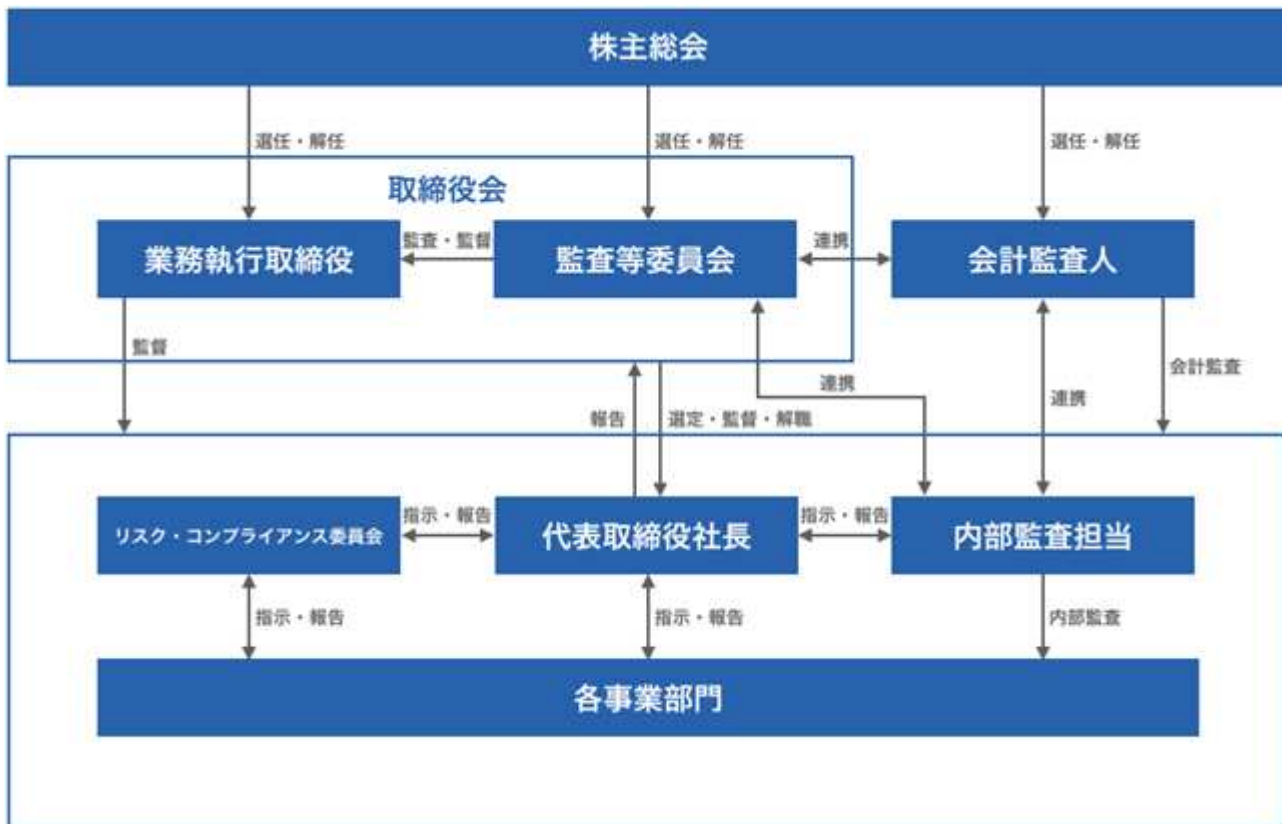 株主総会
選任・解任
選任・解任
選任・解任
取締役会
業務執行取締役
監査・監督
監査等委員会
連携
会計監査人
監督
会計監査
連携
連携
報告
選定・監督・解職
リスク・コンプライアンス委員会
指示・報告
代表取締役社長
指示・報告
内部監査担当
指示・報告
指示・報告
内部監査
各事業部門